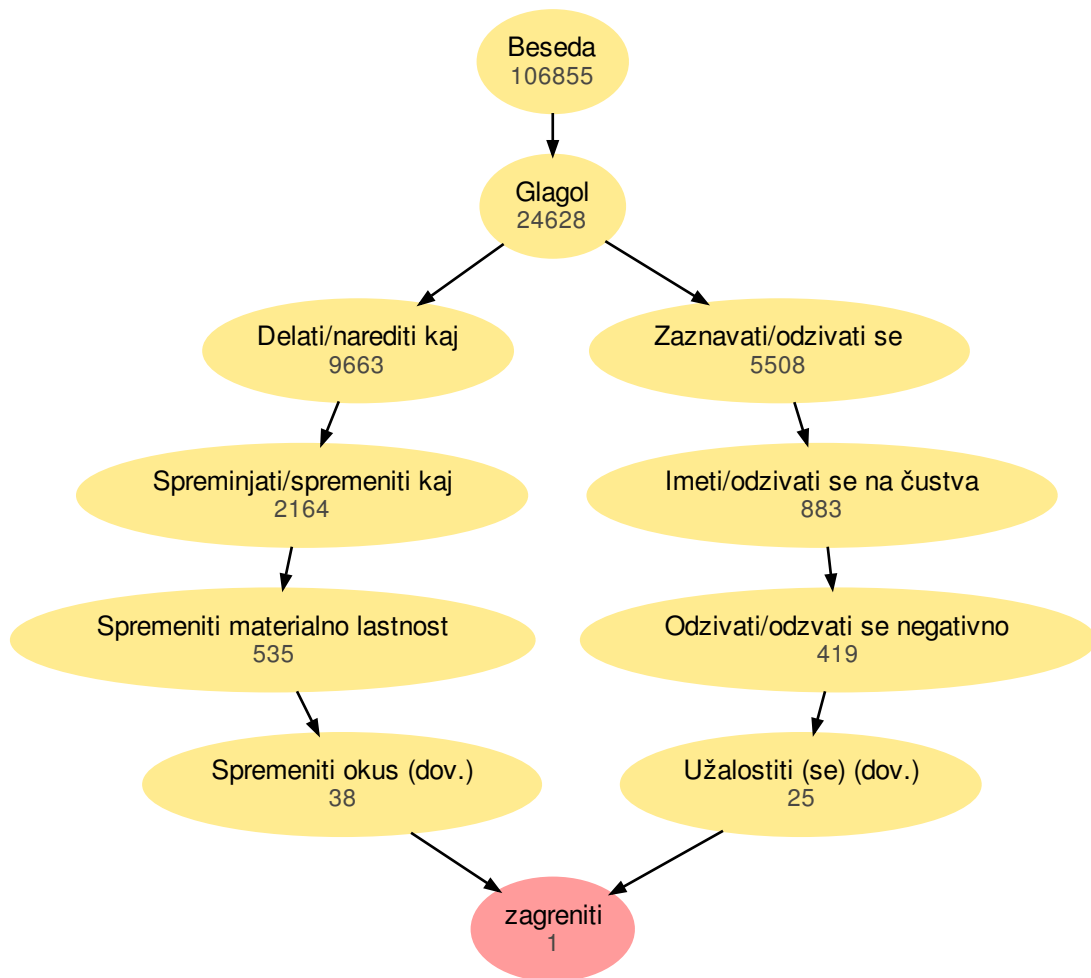 Beseda
106855
Glagol
24628
Delati/narediti kaj
9663
Zaznavati/odzivati se
5508
Spreminjati/spremeniti kaj
2164
Imeti/odzivati se na čustva
883
Spremeniti materialno lastnost
535
Odzivati/odzvati se negativno
419
Spremeniti okus (dov.)
38
Užalostiti (se) (dov.)
25
zagreniti
1